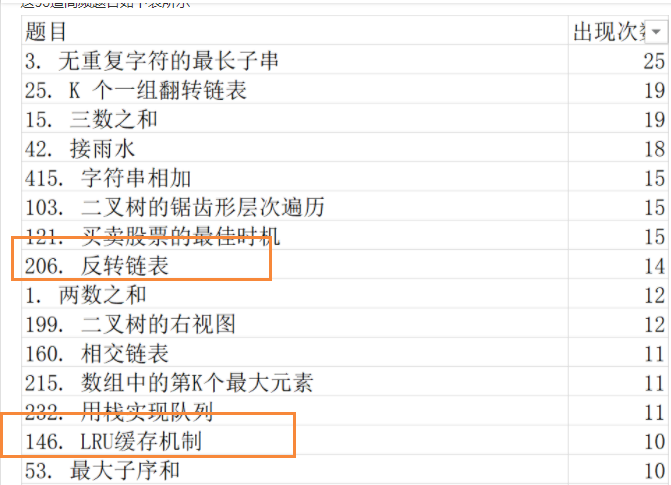 这95道高频题目如下表所示
题目 出现次数
3. 无重复字符的最长子串 25
25. K 个一组翻转链表 19
15. 三数之和 19
42. 接雨水 18
415. 字符串相加 15
103. 二叉树的锯齿形层次遍历 15
121. 买卖股票的最佳时机 15
206. 反转链表 14
1. 两数之和 12
199. 二叉树的右视图 12
160. 相交链表 11
215. 数组中的第K个最大元素 11
232. 用栈实现队列 11
146. LRU缓存机制 10
53. 最大子序和 10